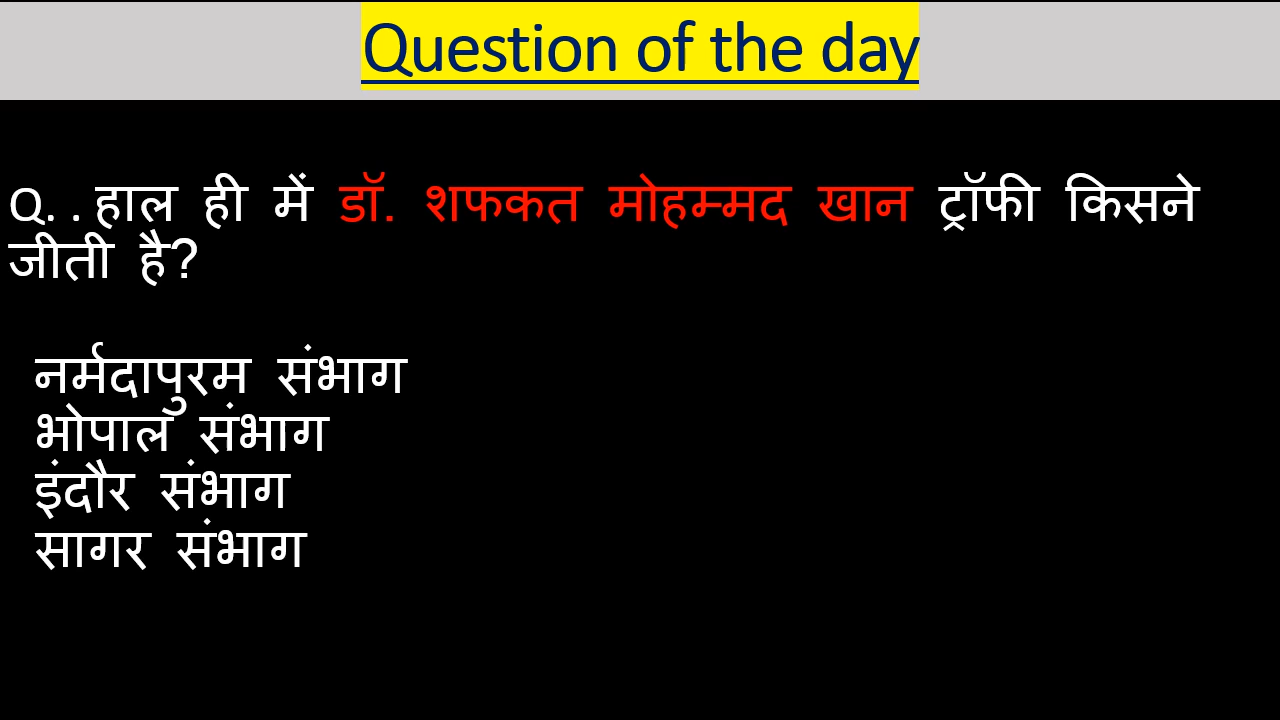 Question of the day
Q. . हाल ही में डॉ. शफकत मोहम्मद खान ट्रॉफी किसने
जीती है?
नर्मदापुरम संभाग
भोपाल संभाग
इंदौर संभाग
सागर संभाग